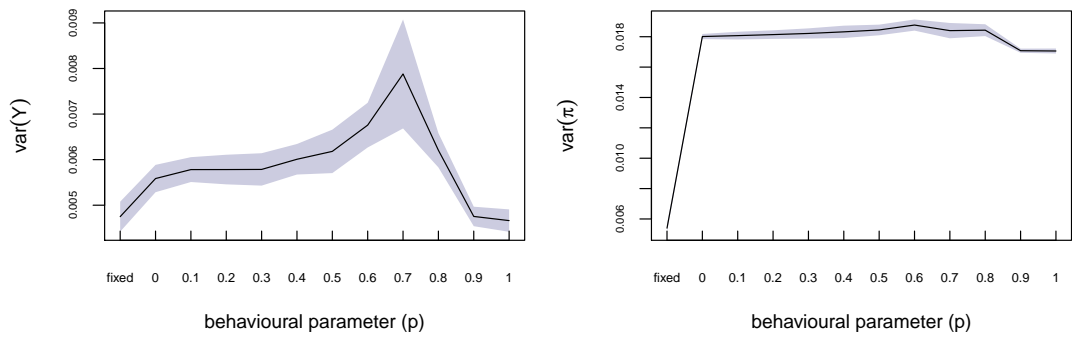 var(Y)
0.009
0.008
0.007
0.006
0.005
fixed 0 0.1 0.2 0.3 0.4 0.5 0.6 0.7 0.8 0.9 1
behavioural parameter (p)
var(π)
0.018
0.014
0.010
0.006
fixed 0 0.1 0.2 0.3 0.4 0.5 0.6 0.7 0.8 0.9 1
behavioural parameter (p)